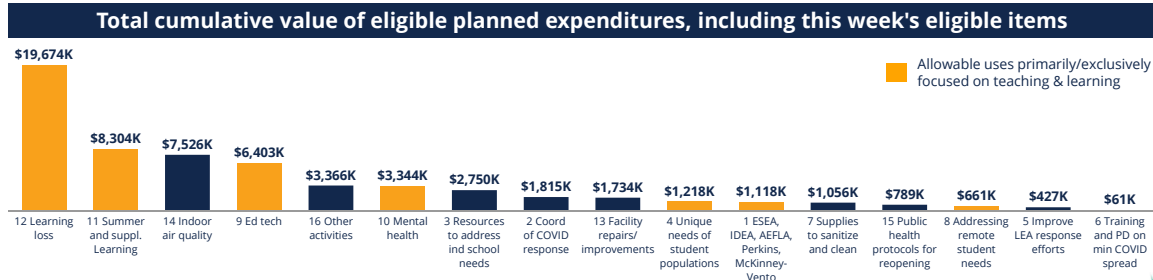 Total cumulative value of eligible planned expenditures, including this week's eligible items
Allowable uses primarily/exclusively
focused on teaching & learning
$19,674K
$8,304K
$7,526K
$6,403K
$3,366K
$3,344K
$2,750K
$1,815K
$1,734K
$1,218K
$1,118K
$1,056K
$789K
$661K
$427K
$61K
12 Learning
loss
11 Summer
and suppl.
Learning
14 Indoor
air quality
9 Ed tech
16 Other
activities
10 Mental
health
3 Resources
to address
ind school
needs
2 Coord
of COVID
response
13 Facility
repairs/
improvements
4 Unique
needs of
student
populations
1 ESEA,
IDEA, AEFLA,
Perkins,
McKinney-
Vento
7 Supplies
to sanitize
and clean
15 Public
health
protocols for
reopening
8 Addressing
remote
student
needs
5 Improve
LEA response
efforts
6 Training
and PD on
min COVID
spread